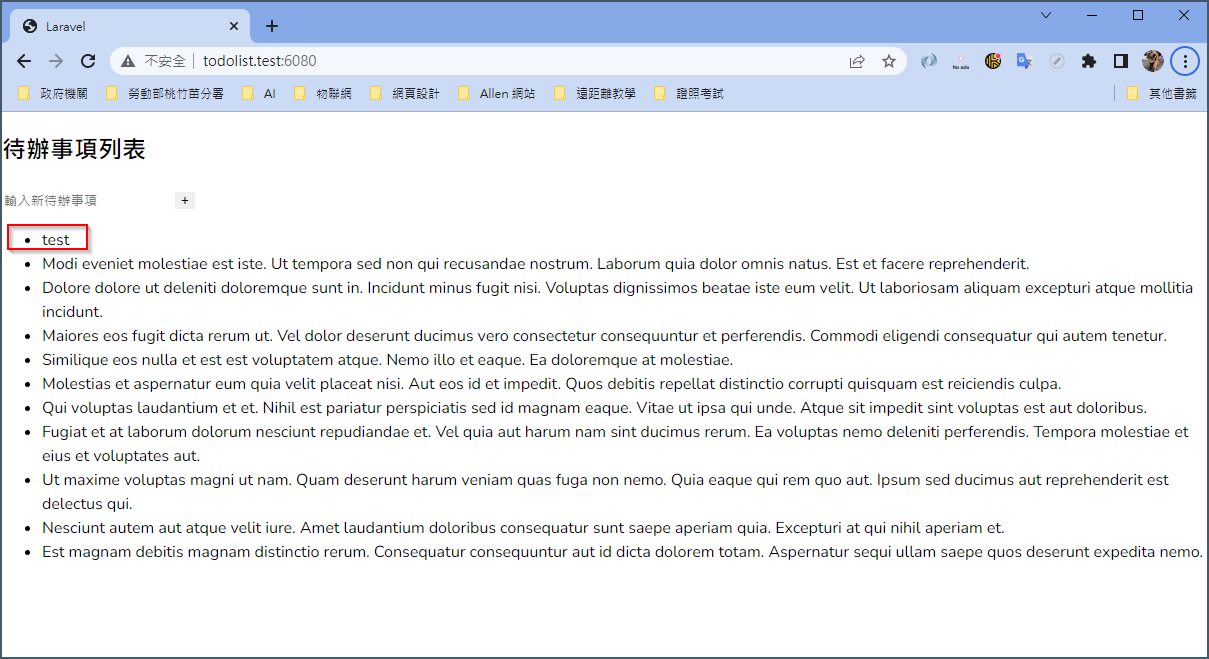 Laravel
不安全
todolist.test:6080
No ads
政府機關 勞動部桃竹苗分署 AI 物聯網 網頁設計 Allen 網站 遠距離教學 證照考試 其他書籤
待辦事項列表
輸入新待辦事項 +
• test
• Modi eveniet molestiae est iste. Ut tempora sed non qui recusandae nostrum. Laborum quia dolor omnis natus. Est et facere reprehenderit.
• Dolore dolore ut deleniti doloremque sunt in. Incidunt minus fugit nisi. Voluptas dignissimos beatae iste eum velit. Ut laboriosam aliquam excepturi atque mollitia
incidunt.
• Maiores eos fugit dicta rerum ut. Vel dolor deserunt ducimus vero consectetur consequuntur et perferendis. Commodi eligendi consequatur qui autem tenetur.
• Similique eos nulla et est est voluptatem atque. Nemo illo et eaque. Ea doloremque at molestiae.
• Molestias et aspernatur eum quia velit placeat nisi. Aut eos id et impedit. Quos debitis repellat distinctio corrupti quisquam est reiciendis culpa.
• Qui voluptas laudantium et et. Nihil est pariatur perspiciatis sed id magnam eaque. Vitae ut ipsa qui unde. Atque sit impedit sint voluptas est aut doloribus.
• Fugiat et at laborum dolorum nesciunt repudiandae et. Vel quia aut harum nam sint ducimus rerum. Ea voluptas nemo deleniti perferendis. Tempora molestiae et
eius et voluptates aut.
• Ut maxime voluptas magni ut nam. Quam deserunt harum veniam quas fuga non nemo. Quia eaque qui rem quo aut. Ipsum sed ducimus aut reprehenderit est
delectus qui.
• Nesciunt autem aut atque velit iure. Amet laudantium doloribus consequatur sunt saepe aperiam quia. Excepturi at qui nihil aperiam et.
• Est magnam debitis magnam distinctio rerum. Consequatur consequuntur aut id dicta dolorem totam. Aspernatur sequi ullam saepe quos deserunt expedita nemo.